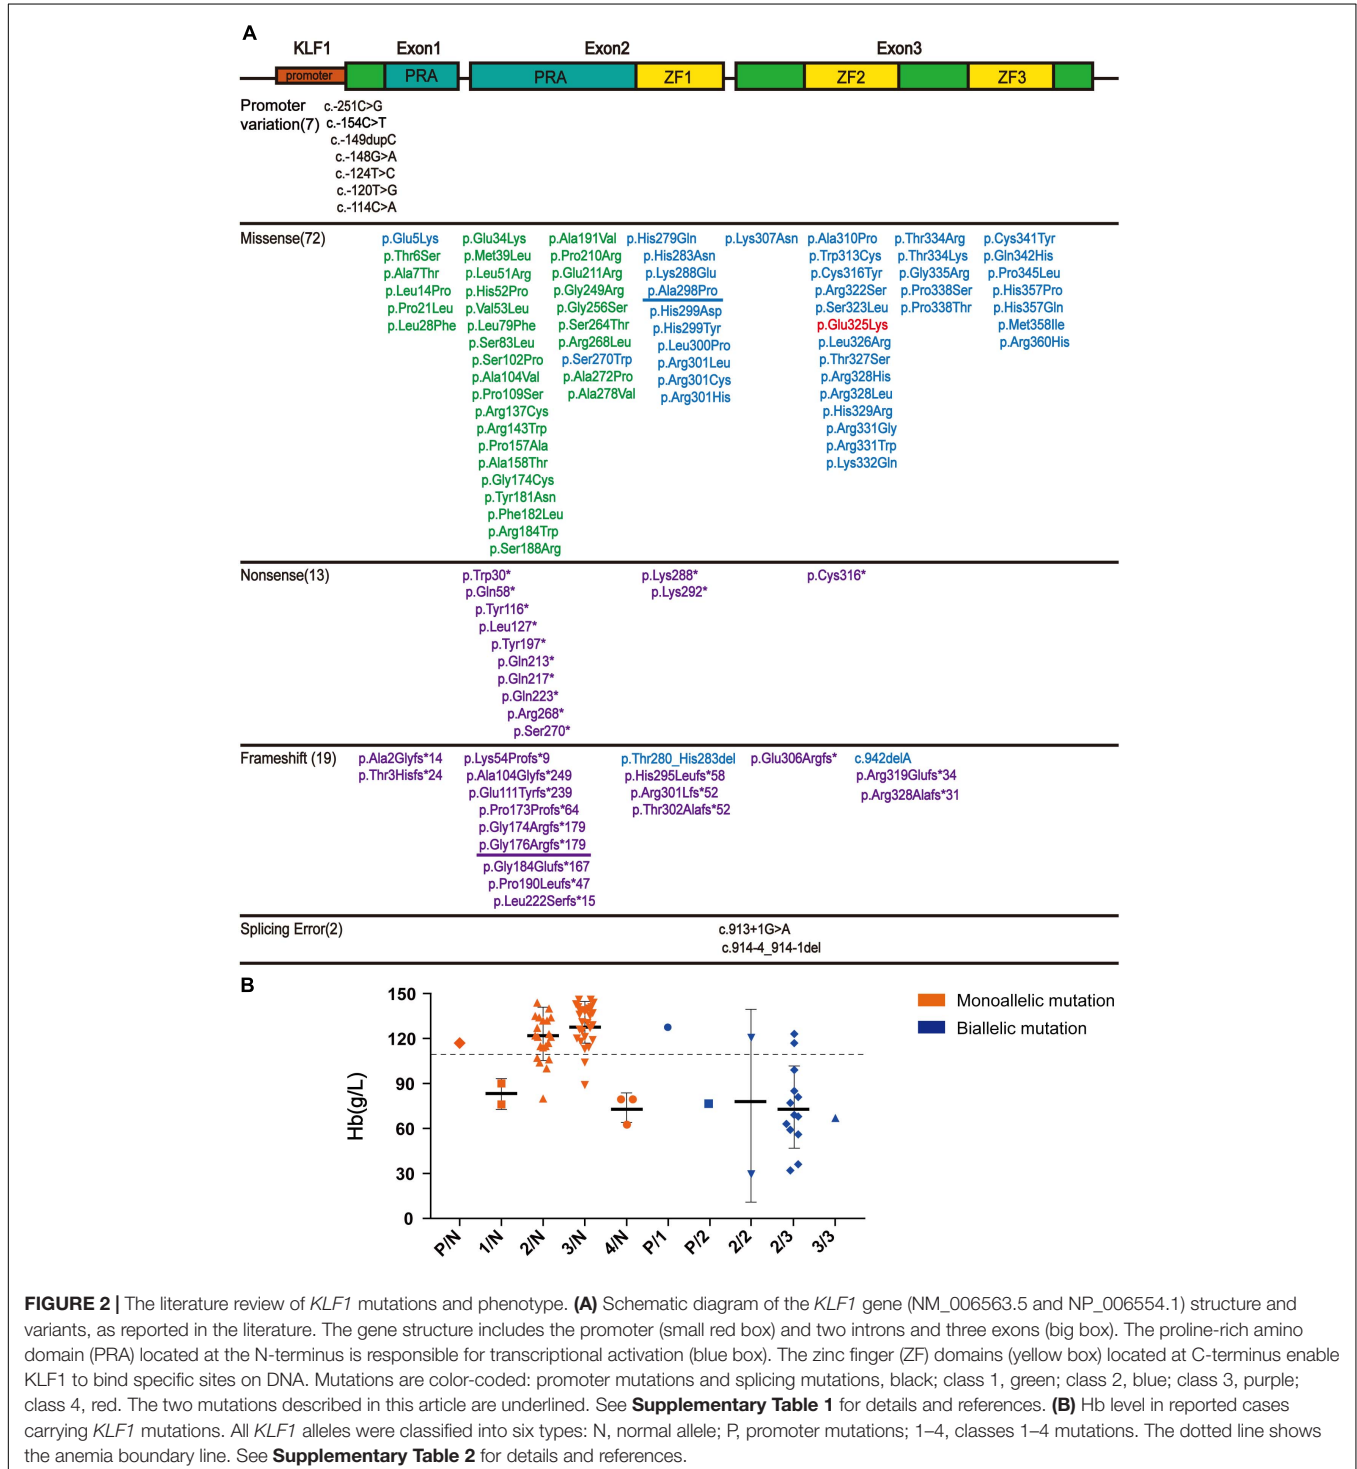 A
KLF1 Exon1 Exon2 Exon3
promoter PRA PRA ZF1 ZF2 ZF3
Promoter
variation(7)
c.-251C>G
c.-154C>T
c.-149dupC
c.-148G>A
c.-124T>C
c.-120T>G
c.-114C>A
Missense(72)
p.Glu5Lys
p.Thr6Ser
p.Ala7Thr
p.Leu14Pro
p.Pro21Leu
p.Leu28Phe
p.Glu34Lys
p.Met39Leu
p.Leu51Arg
p.His52Pro
p.Val53Leu
p.Leu79Phe
p.Ser83Leu
p.Ser102Pro
p.Ala104Val
p.Pro109Ser
p.Arg137Cys
p.Arg143Trp
p.Pro157Ala
p.Ala158Thr
p.Gly174Cys
p.Tyr181Asn
p.Phe182Leu
p.Arg184Trp
p.Ser188Arg
p.Ala191Val
p.Pro210Arg
p.Glu211Arg
p.Gly249Arg
p.Gly256Ser
p.Ser264Thr
p.Arg268Leu
p.Ser270Trp
p.Ala272Pro
p.Ala278Val
p.His279Gln
p.His283Asn
p.Lys288Glu
p.Ala298Pro
p.His299Asp
p.His299Tyr
p.Leu300Pro
p.Arg301Leu
p.Arg301Cys
p.Arg301His
p.Lys307Asn
p.Ala310Pro
p.Trp313Cys
p.Cys316Tyr
p.Arg322Ser
p.Ser323Leu
p.Glu325Lys
p.Leu326Arg
p.Thr327Ser
p.Arg328His
p.Arg328Leu
p.His329Arg
p.Arg331Gly
p.Arg331Trp
p.Lys332Gln
p.Thr334Arg
p.Thr334Lys
p.Gly335Arg
p.Pro338Ser
p.Pro338Thr
p.Cys341Tyr
p.Gln342His
p.Pro345Leu
p.His357Pro
p.His357Gln
p.Met358Ile
p.Arg360His
Nonsense(13)
p.Trp30*
p.Gln58*
p.Tyr116*
p.Leu127*
p.Tyr197*
p.Gln213*
p.Gln217*
p.Gln223*
p.Arg268*
p.Ser270*
p.Lys288*
p.Lys292*
p.Cys316*
Frameshift (19)
p.Ala2Glyfs*14
p.Thr3Hisfs*24
p.Lys54Profs*9
p.Ala104Glyfs*249
p.Glu111Tyrfs*239
p.Pro173Profs*64
p.Gly174Argfs*179
p.Gly176Argfs*179
p.Gly184Glufs*167
p.Pro190Leufs*47
p.Leu222Serfs*15
p.Thr280_His283del
p.His295Leufs*58
p.Arg301Lfs*52
p.Thr302Alafs*52
p.Glu306Argfs*
c.942delA
p.Arg319Glufs*34
p.Arg328Alafs*31
Splicing Error(2)
c.913+1G>A
c.914-4_914-1del
B
Hb(g/L)
150
120
90
60
30
0
P/N 1/N 2/N 3/N 4/N P/1 P/2 2/2 2/3 3/3
Monoallelic mutation
Biallelic mutation
FIGURE 2 | The literature review of KLF1 mutations and phenotype. (A) Schematic diagram of the KLF1 gene (NM_006563.5 and NP_006554.1) structure and
variants, as reported in the literature. The gene structure includes the promoter (small red box) and two introns and three exons (big box). The proline-rich amino
domain (PRA) located at the N-terminus is responsible for transcriptional activation (blue box). The zinc finger (ZF) domains (yellow box) located at C-terminus enable
KLF1 to bind specific sites on DNA. Mutations are color-coded: promoter mutations and splicing mutations, black; class 1, green; class 2, blue; class 3, purple;
class 4, red. The two mutations described in this article are underlined. See Supplementary Table 1 for details and references. (B) Hb level in reported cases
carrying KLF1 mutations. All KLF1 alleles were classified into six types: N, normal allele; P, promoter mutations; 1–4, classes 1–4 mutations. The dotted line shows
the anemia boundary line. See Supplementary Table 2 for details and references.